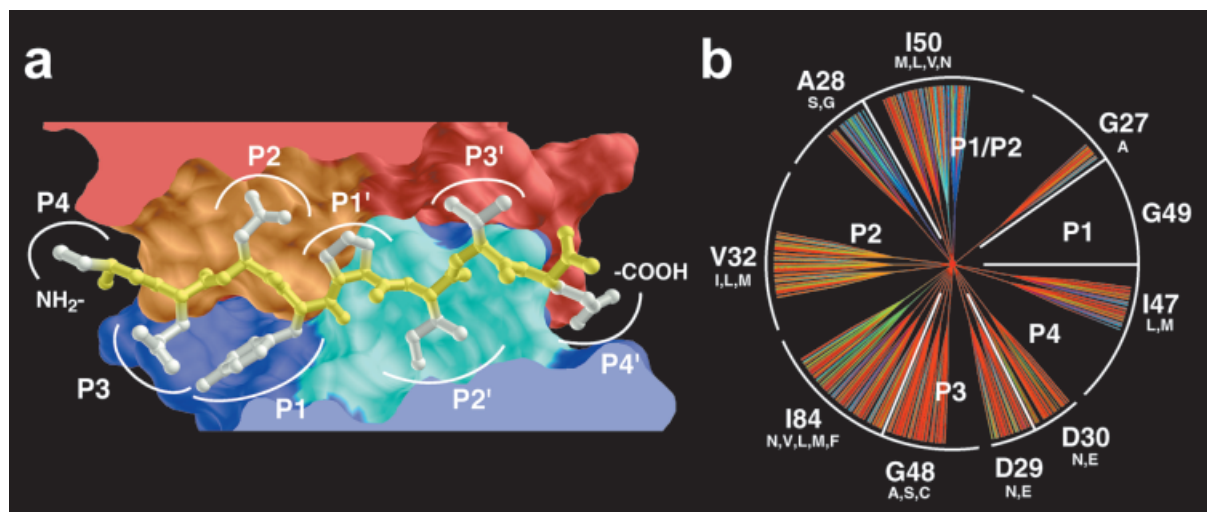 a
P2
P3'
P4
P1'
NH2-
-COOH
P3
P1
P2'
P4'
b
I50
M,L,V,N
A28
S,G
G27
A
P1/P2
G49
P1
P2
V32
I,L,M
I47
L,M
P4
P3
I84
N,V,L,M,F
D30
N,E
G48
A,S,C
D29
N,E